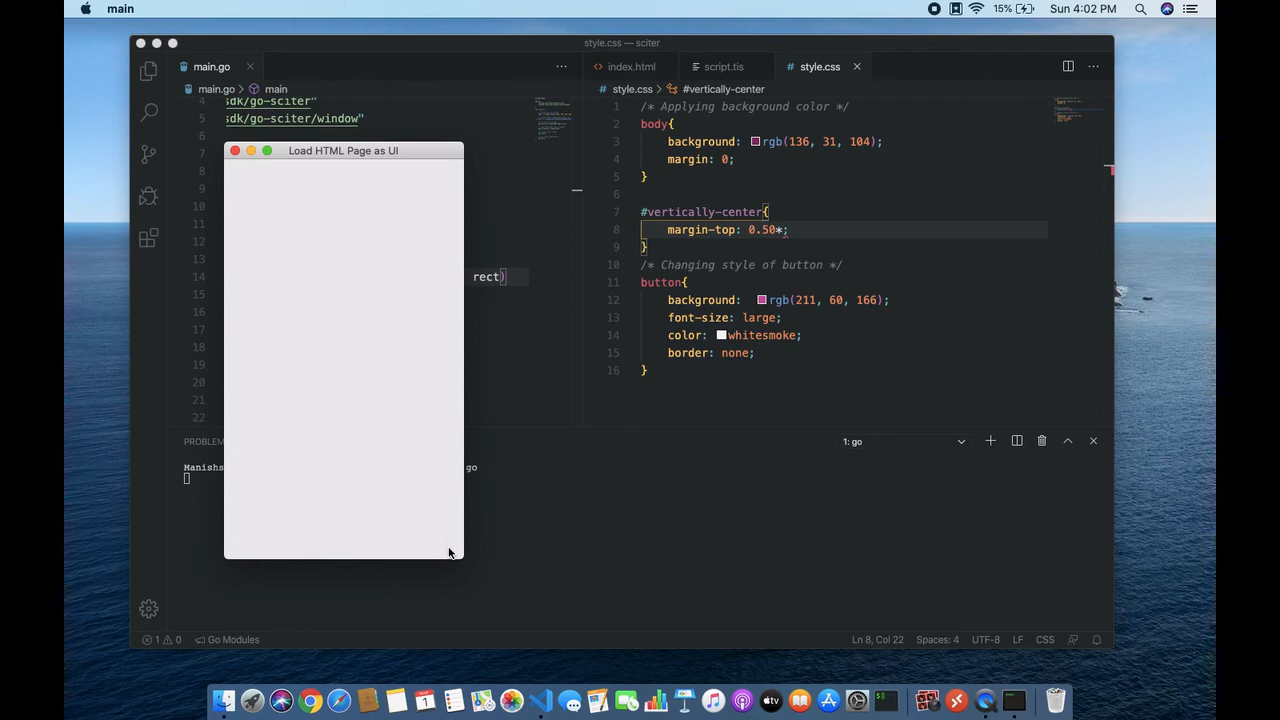 main
15%
Sun 4:02 PM
style.css — sciter
main.go
main.go
main
4
5
6
7
8
9
10
11
12
13
14
15
16
17
18
19
20
21
22
sdk/go-sciter"
sdk/go-sciter/window"
rect)
Load HTML Page as UI
index.html
script.tis
style.css
style.css
#vertically-center
1 /* Applying background color */
2 body{
3 background: rgb(136, 31, 104);
4 margin: 0;
5 }
6
7 #vertically-center{
8 margin-top: 0.50*;
9 }
10 /* Changing style of button */
11 button{
12 background: rgb(211, 60, 166);
13 font-size: large;
14 color: whitesmoke;
15 border: none;
16 }
PROBLEM
1: go
Manishs
go
1 0
Go Modules
Ln 8, Col 22
Spaces: 4
UTF-8
LF
CSS